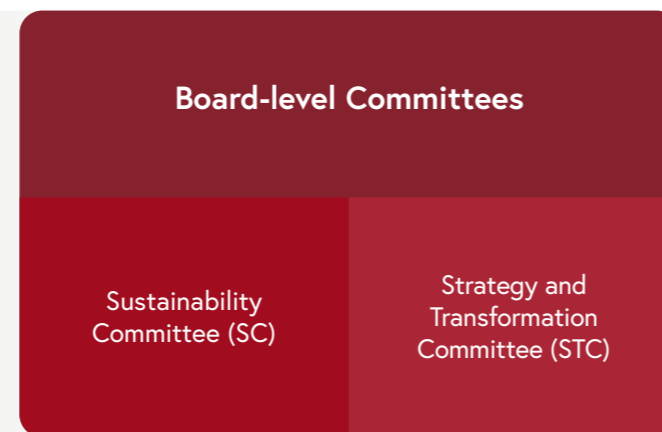 Board-level Committees
Sustainability
Committee (SC)
Strategy and
Transformation
Committee (STC)